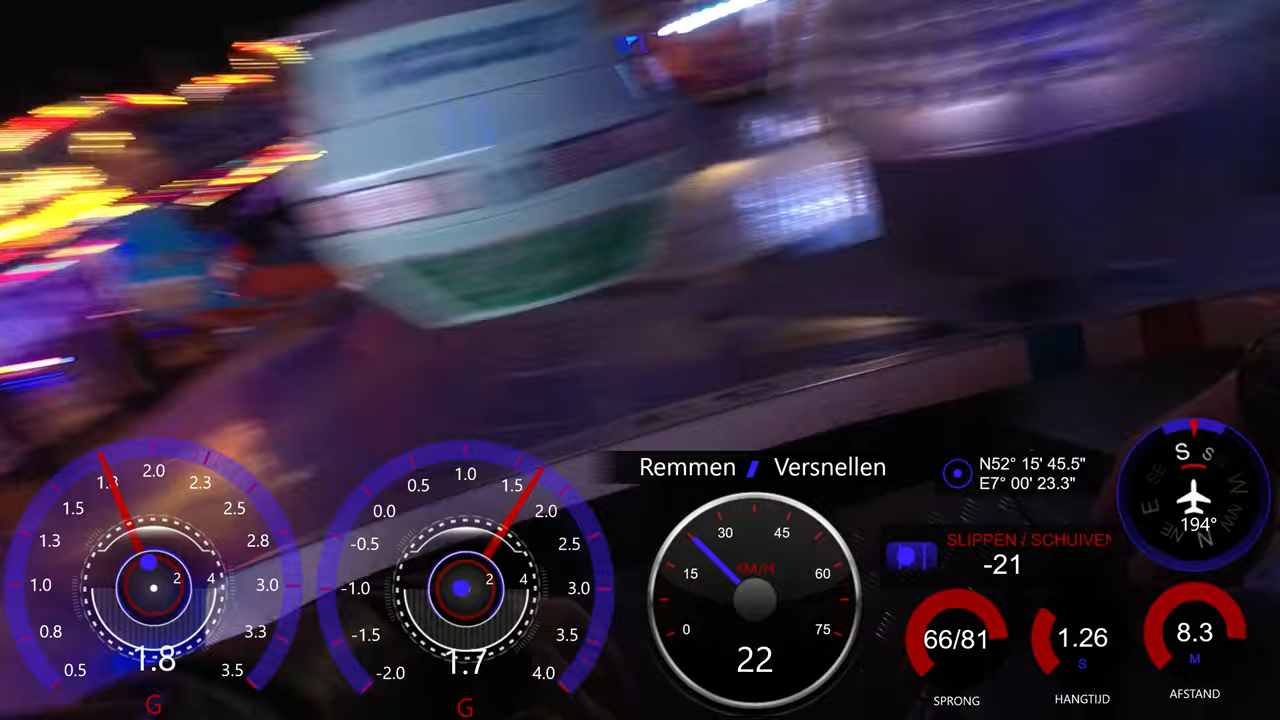 Remmen Versnellen
N52° 15' 45.5"
E7° 00' 23.3"
S S W NW N NE E SE
194°
SLIPPEN / SCHUIVEN
-21
0.5 0.8 1.0 1.3 1.5 1.8 2.0 2.3 2.5 2.8 3.0 3.3 3.5
2 4
1.8
G
-2.0 -1.5 -1.0 -0.5 0.0 0.5 1.0 1.5 2.0 2.5 3.0 3.5 4.0
2 4
1.7
G
0 15 30 45 60 75
KM/H
22
66/81
SPRONG
1.26
S
HANGTIJD
8.3
M
AFSTAND